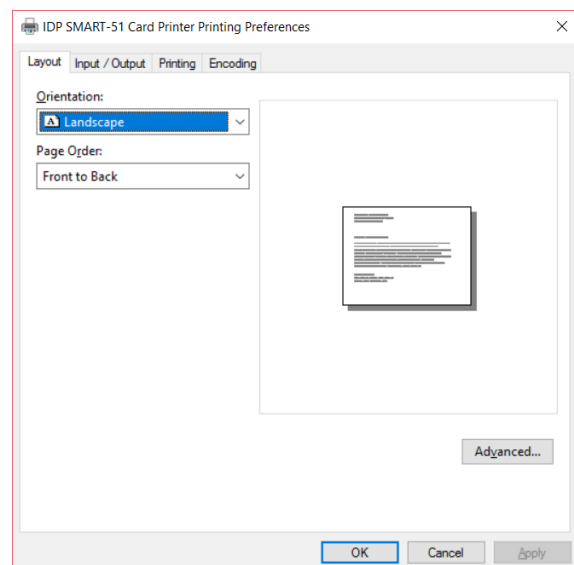 IDP SMART-51 Card Printer Printing Preferences
Layout Input / Output Printing Encoding
Orientation:
A Landscape
Page Order:
Front to Back
Advanced...
OK Cancel Apply